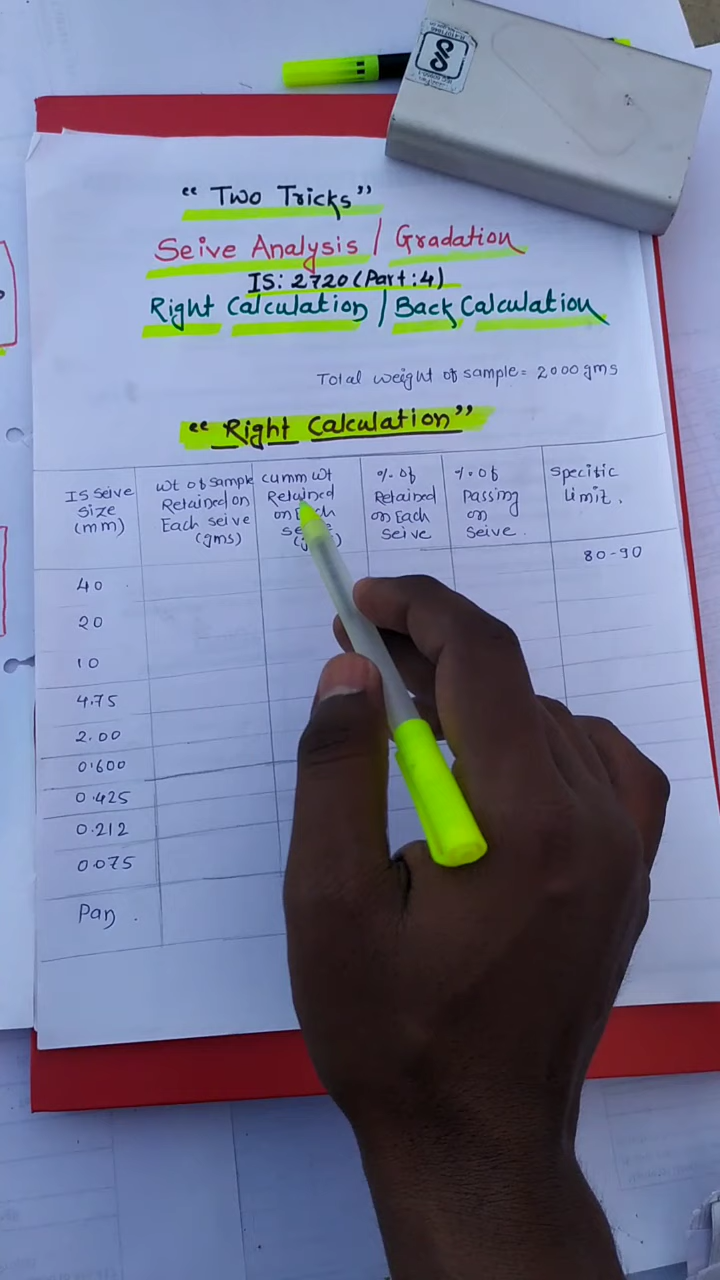 “ Two Tricks”
Seive Analysis / Gradation
IS: 2720 (Part:4)
Right Calculation / Back Calculation
Total weight of sample = 2000 gms
“ Right Calculation”
IS Seive
Size
(mm)
wt of sample
Retained on
Each seive
(gms)
cumm wt
Retained
on Each
%. of
Retained
on Each
seive
%. of
Passing
on
Seive.
Specific
limit.
80-90
40
20
10
4.75
2.00
0.600
0.425
0.212
0.075
Pan.